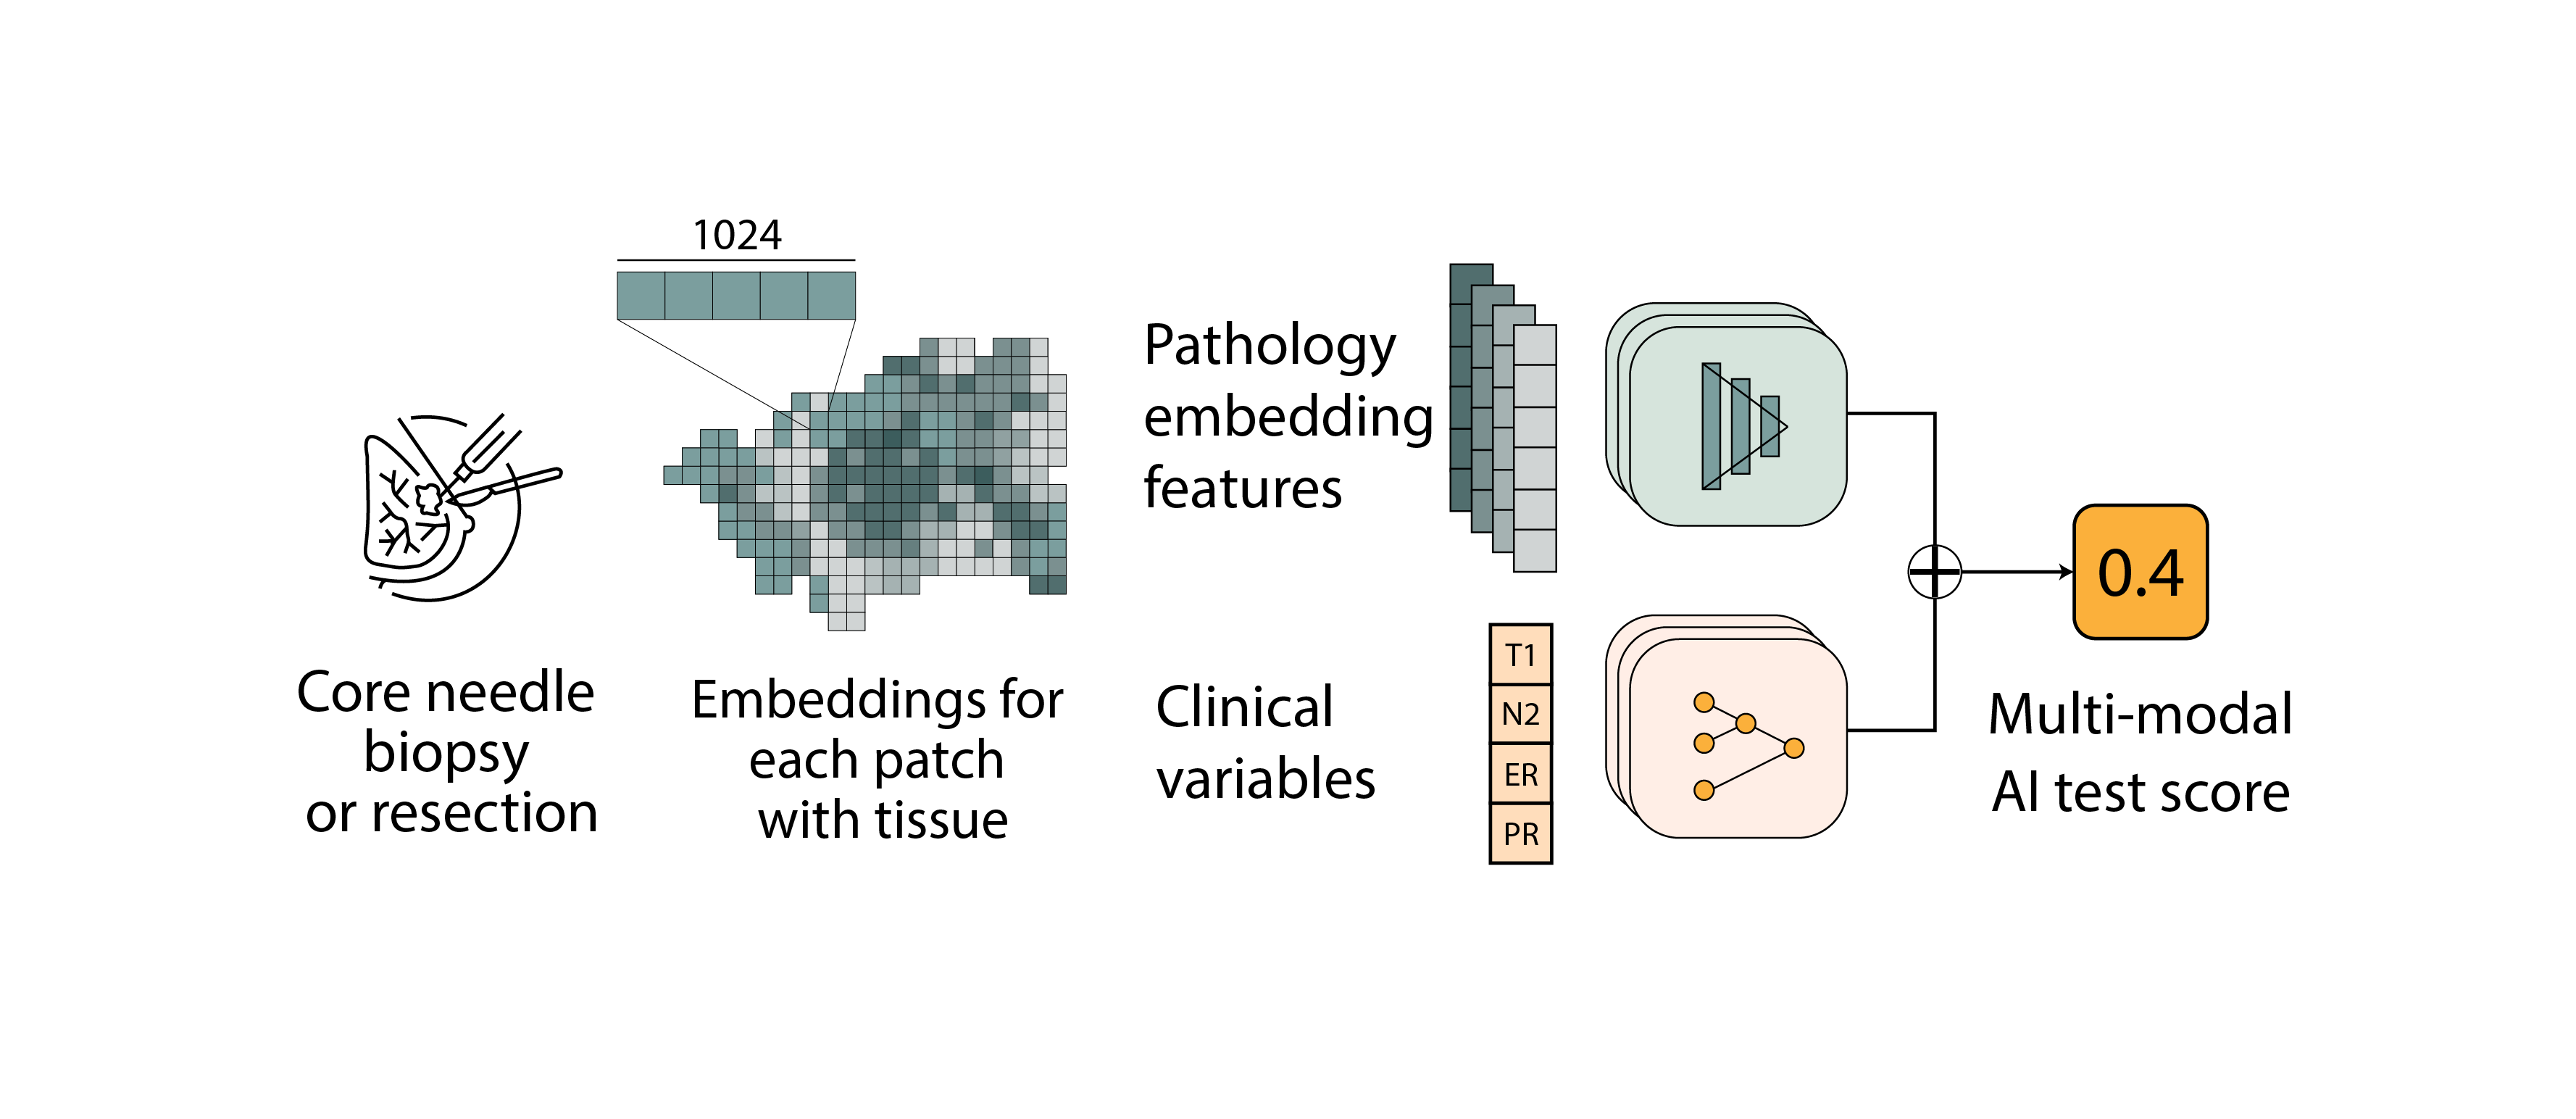 1024
Core needle
biopsy
or resection
Embeddings for
each patch
with tissue
Pathology
embedding
features
Clinical
variables
T1
N2
ER
PR
0.4
Multi-modal
AI test score